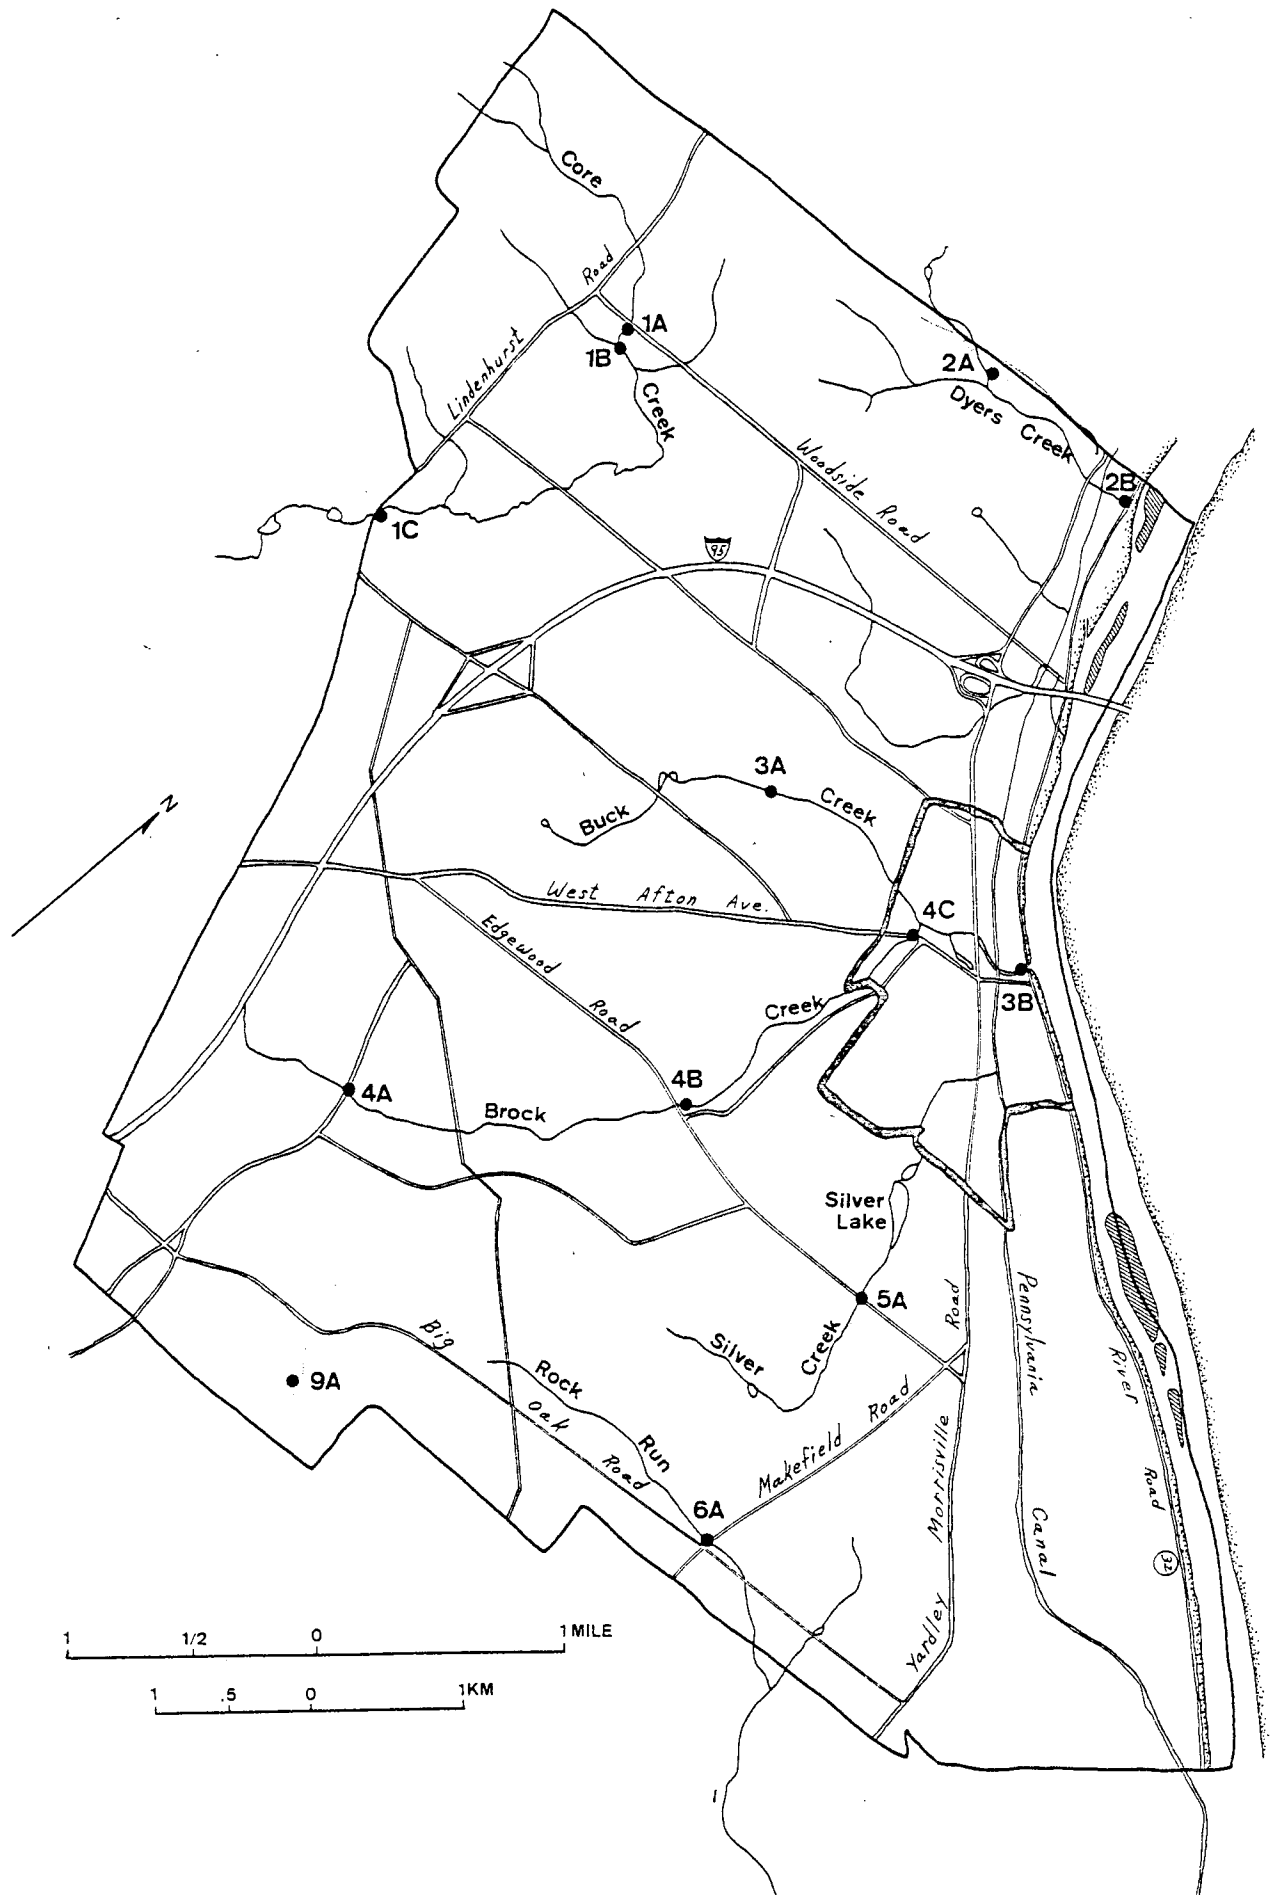 Core
Road
1A
1B
Lindenhurst
Creek
2A
Dyers Creek
Woodside Road
2B
1C
95
3A
Buck
Creek
N
West Afton Ave.
4C
Edgewood
Road
Creek
3B
4A
4B
Brock
Silver
Lake
5A
Road
Pennsylvania
Big
Silver
Creek
River
9A
Rock
Oak
Run
Road
Makefield Road
Morrisville
Road
6A
Canal
32
Yardley
1 1/2 0 1 MILE
1 .5 0 1KM